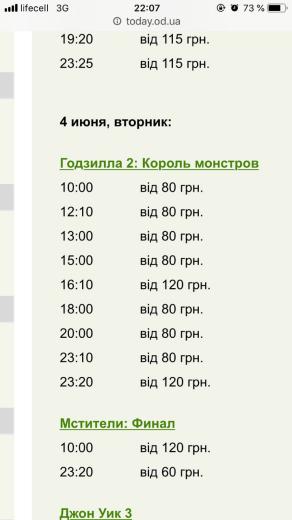 lifecell 3G 22:07 73 %
today.od.ua
19:20 від 115 грн.
23:25 від 115 грн.
4 июня, вторник:
Годзилла 2: Король монстров
10:00 від 80 грн.
12:10 від 80 грн.
13:00 від 80 грн.
15:00 від 80 грн.
16:10 від 120 грн.
18:00 від 80 грн.
20:00 від 80 грн.
23:10 від 80 грн.
23:20 від 120 грн.
Мстители: Финал
10:00 від 120 грн.
23:20 від 60 грн.
Джон Уик 3